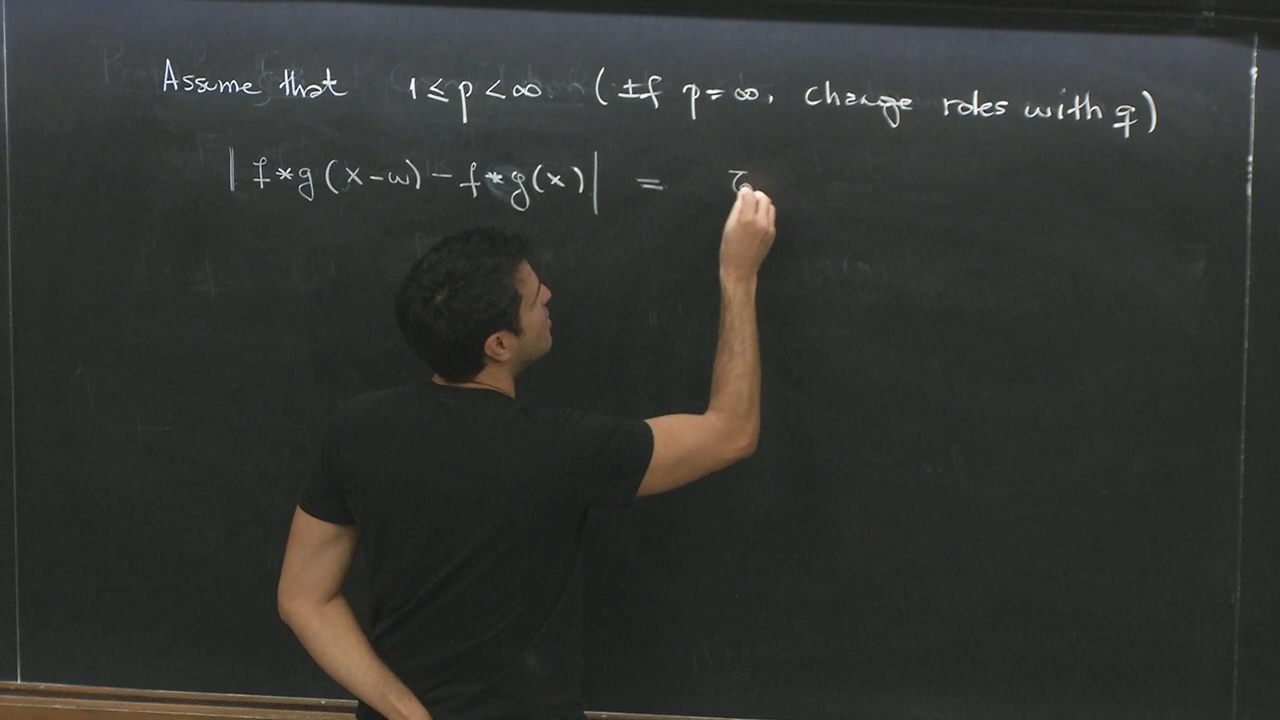 Assume that 1 ≤ p < ∞. (If p = ∞, change roles with q)
| f * g (x - ω) - f * g (x) | = τ